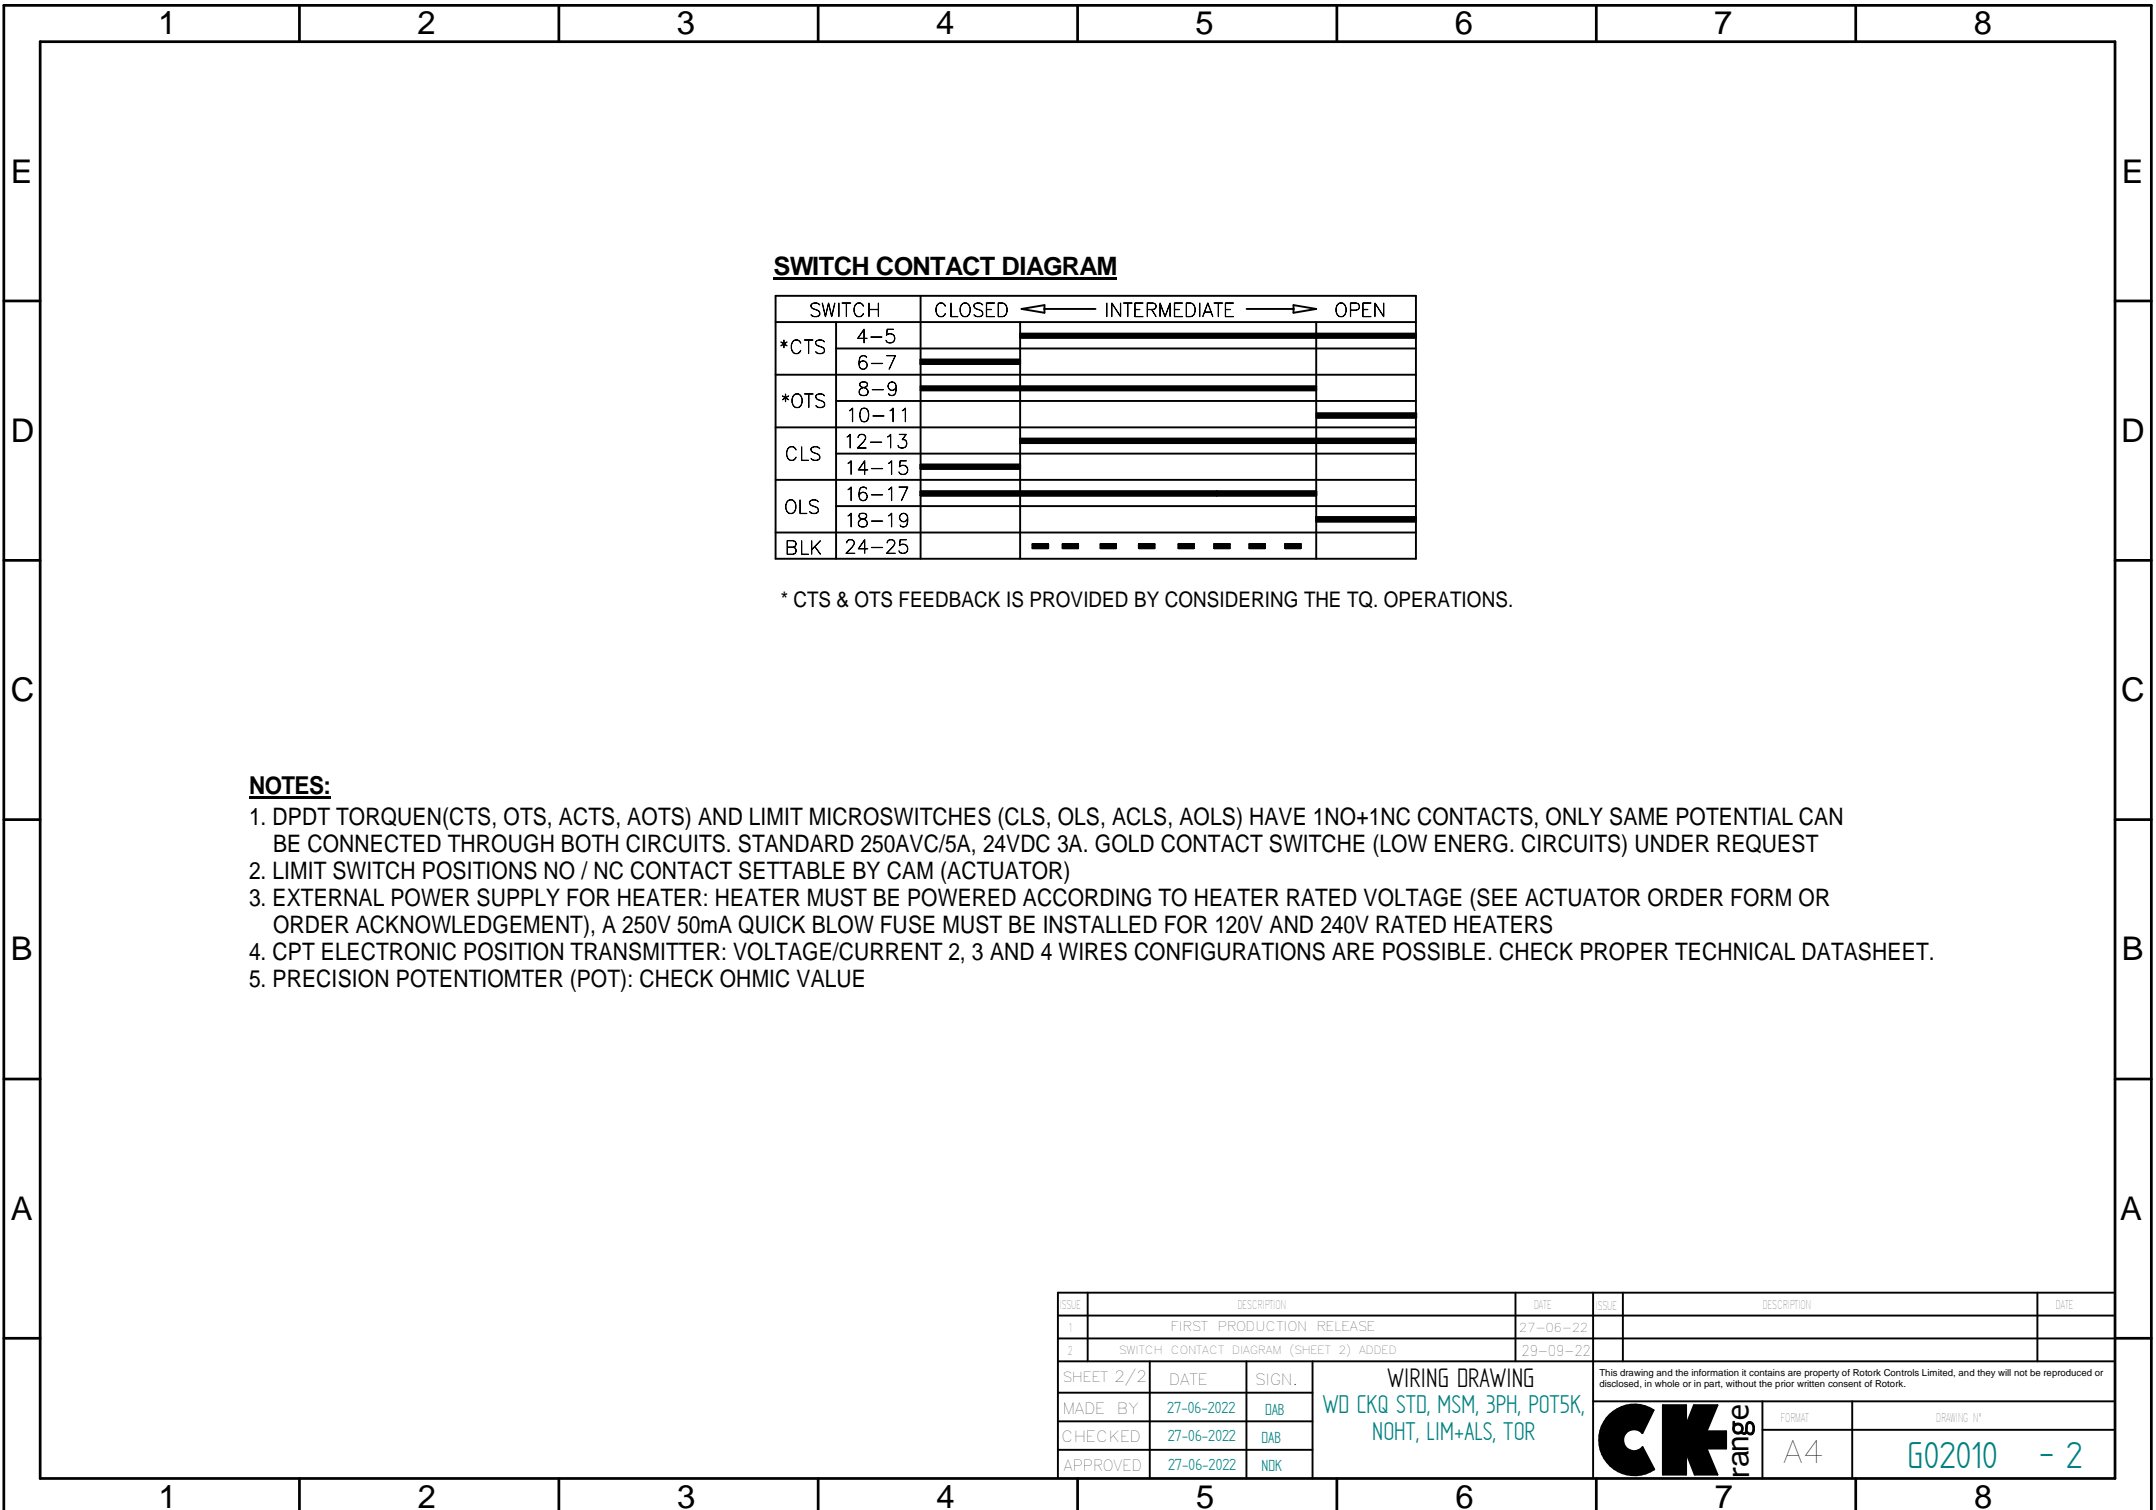 1 2 3 4 5 6 7 8
E E
SWITCH CONTACT DIAGRAM
SWITCH CLOSED INTERMEDIATE OPEN
*CTS 4-5
6-7
*OTS 8-9
10-11
D D
CLS 12-13
14-15
OLS 16-17
18-19
BLK 24-25
* CTS & OTS FEEDBACK IS PROVIDED BY CONSIDERING THE TQ. OPERATIONS.
C C
NOTES:
1. DPDT TORQUEN(CTS, OTS, ACTS, AOTS) AND LIMIT MICROSWITCHES (CLS, OLS, ACLS, AOLS) HAVE 1NO+1NC CONTACTS, ONLY SAME POTENTIAL CAN
BE CONNECTED THROUGH BOTH CIRCUITS. STANDARD 250AVC/5A, 24VDC 3A. GOLD CONTACT SWITCHE (LOW ENERG. CIRCUITS) UNDER REQUEST
2. LIMIT SWITCH POSITIONS NO / NC CONTACT SETTABLE BY CAM (ACTUATOR)
3. EXTERNAL POWER SUPPLY FOR HEATER: HEATER MUST BE POWERED ACCORDING TO HEATER RATED VOLTAGE (SEE ACTUATOR ORDER FORM OR
ORDER ACKNOWLEDGEMENT), A 250V 50mA QUICK BLOW FUSE MUST BE INSTALLED FOR 120V AND 240V RATED HEATERS
4. CPT ELECTRONIC POSITION TRANSMITTER: VOLTAGE/CURRENT 2, 3 AND 4 WIRES CONFIGURATIONS ARE POSSIBLE. CHECK PROPER TECHNICAL DATASHEET.
5. PRECISION POTENTIOMTER (POT): CHECK OHMIC VALUE
B B
A A
ISSUE DESCRIPTION DATE ISSUE DESCRIPTION DATE
1 FIRST PRODUCTION RELEASE 27-06-22
2 SWITCH CONTACT DIAGRAM (SHEET 2) ADDED 29-09-22
SHEET 2/2 DATE SIGN.
MADE BY 27-06-2022 DAB
CHECKED 27-06-2022 DAB
APPROVED 27-06-2022 NDK
WIRING DRAWING
WD CKQ STD, MSM, 3PH, POT5K,
NOHT, LIM+ALS, TOR
This drawing and the information it contains are property of Rotork Controls Limited, and they will not be reproduced or
disclosed, in whole or in part, without the prior written consent of Rotork.
CK range
FORMAT
A4
DRAWING N°
G02010 - 2
1 2 3 4 5 6 7 8